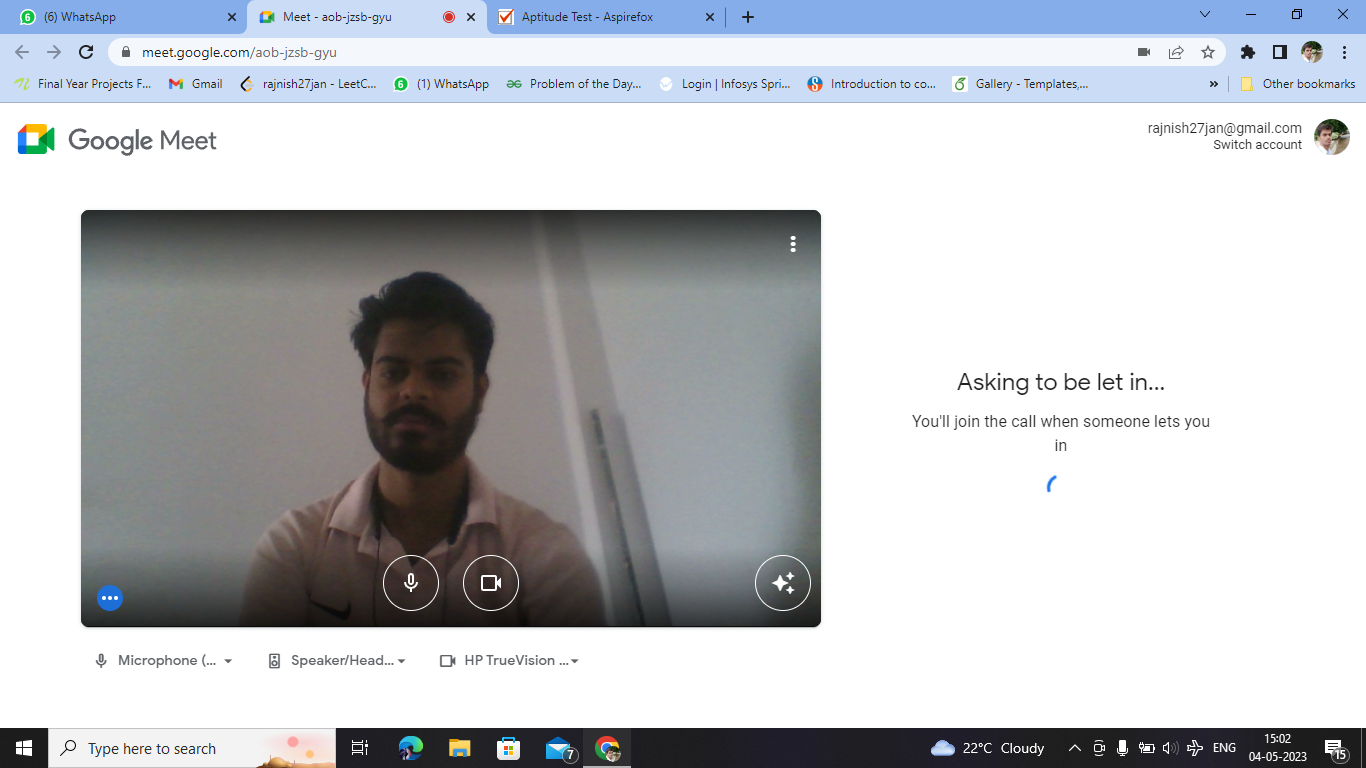 (6) WhatsApp
Meet - aob-jzsb-gyu
Aptitude Test - Aspirefox
meet.google.com/aob-jzsb-gyu
Final Year Projects F...
Gmail
rajnish27jan - LeetC...
6
(1) WhatsApp
Problem of the Day...
Login | Infosys Spri...
Introduction to co...
Gallery - Templates,...
»
Other bookmarks
Google Meet
rajnish27jan@gmail.com
Switch account
Asking to be let in...
You'll join the call when someone lets you
in
Microphone (...
Speaker/Head...
HP TrueVision ...
Type here to search
7
22°C Cloudy
ENG
15:02
04-05-2023
15